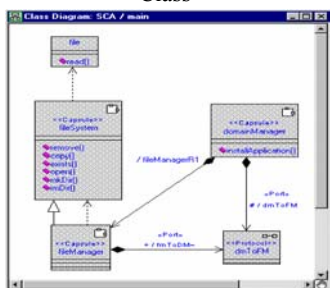 Class
Class Diagram: SCA / main
file
read()
<<Capsule>>
fileSystem
remove()
copy()
exists()
open()
mkDir()
rmDir()
<<Capsule>>
domainManager
installApplication()
/ fileManagerR1
<<Port>>
# / dmToFM
<<Port>>
+ / fmToDM~
<<Capsule>>
fileManager
<<Protocol>>
dmToFM